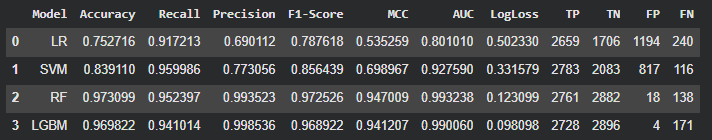 Model Accuracy Recall Precision F1-Score MCC AUC LogLoss TP TN FP FN
0 LR 0.752716 0.917213 0.690112 0.787618 0.535259 0.801010 0.502330 2659 1706 1194 240
1 SVM 0.839110 0.959986 0.773056 0.856439 0.698967 0.927590 0.331579 2783 2083 817 116
2 RF 0.973099 0.952397 0.993523 0.972526 0.947009 0.993238 0.123099 2761 2882 18 138
3 LGBM 0.969822 0.941014 0.998536 0.968922 0.941207 0.990060 0.098098 2728 2896 4 171